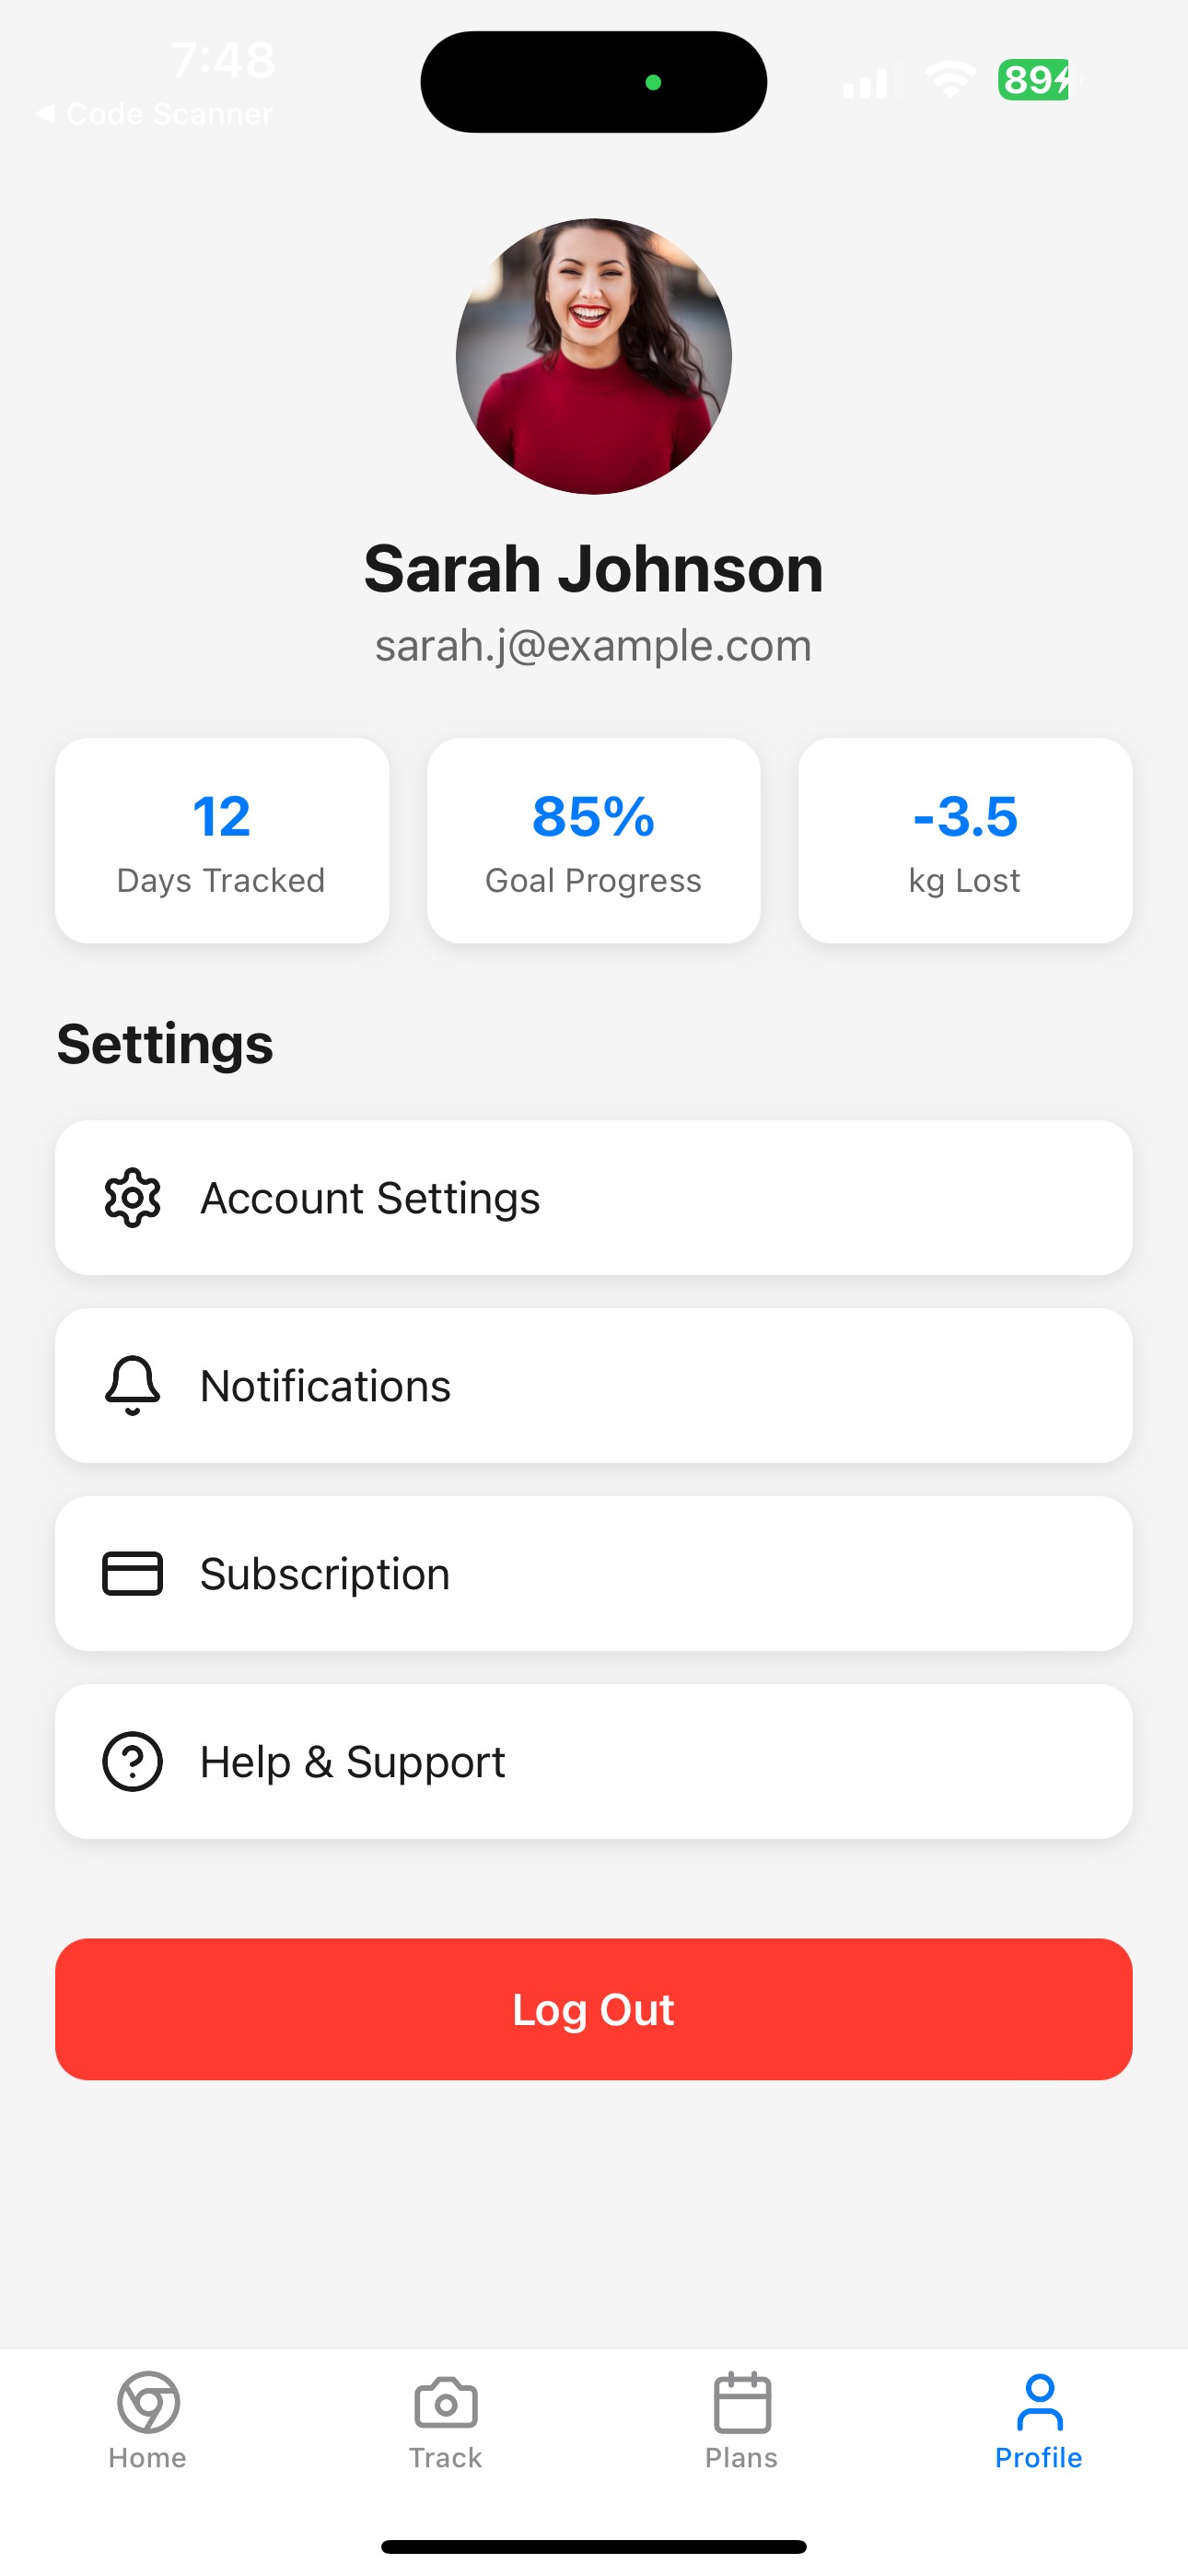 7:48
◀ Code Scanner
89
Sarah Johnson
sarah.j@example.com
12
Days Tracked
85%
Goal Progress
-3.5
kg Lost
Settings
Account Settings
Notifications
Subscription
Help & Support
Log Out
Home
Track
Plans
Profile